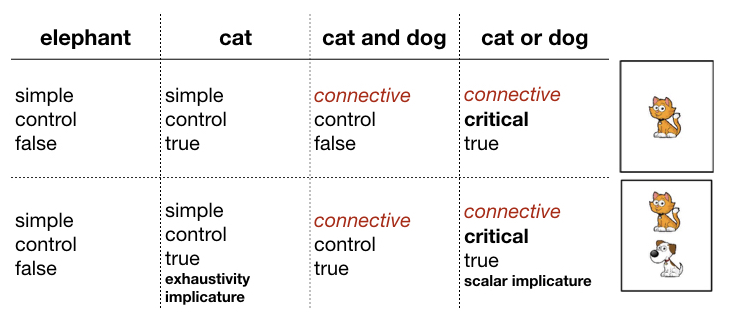 elephant cat cat and dog cat or dog
simple simple connective connective
control control control critical
false true false true
simple simple connective connective
control control control critical
false true true true
exhaustivity scalar implicature
implicature